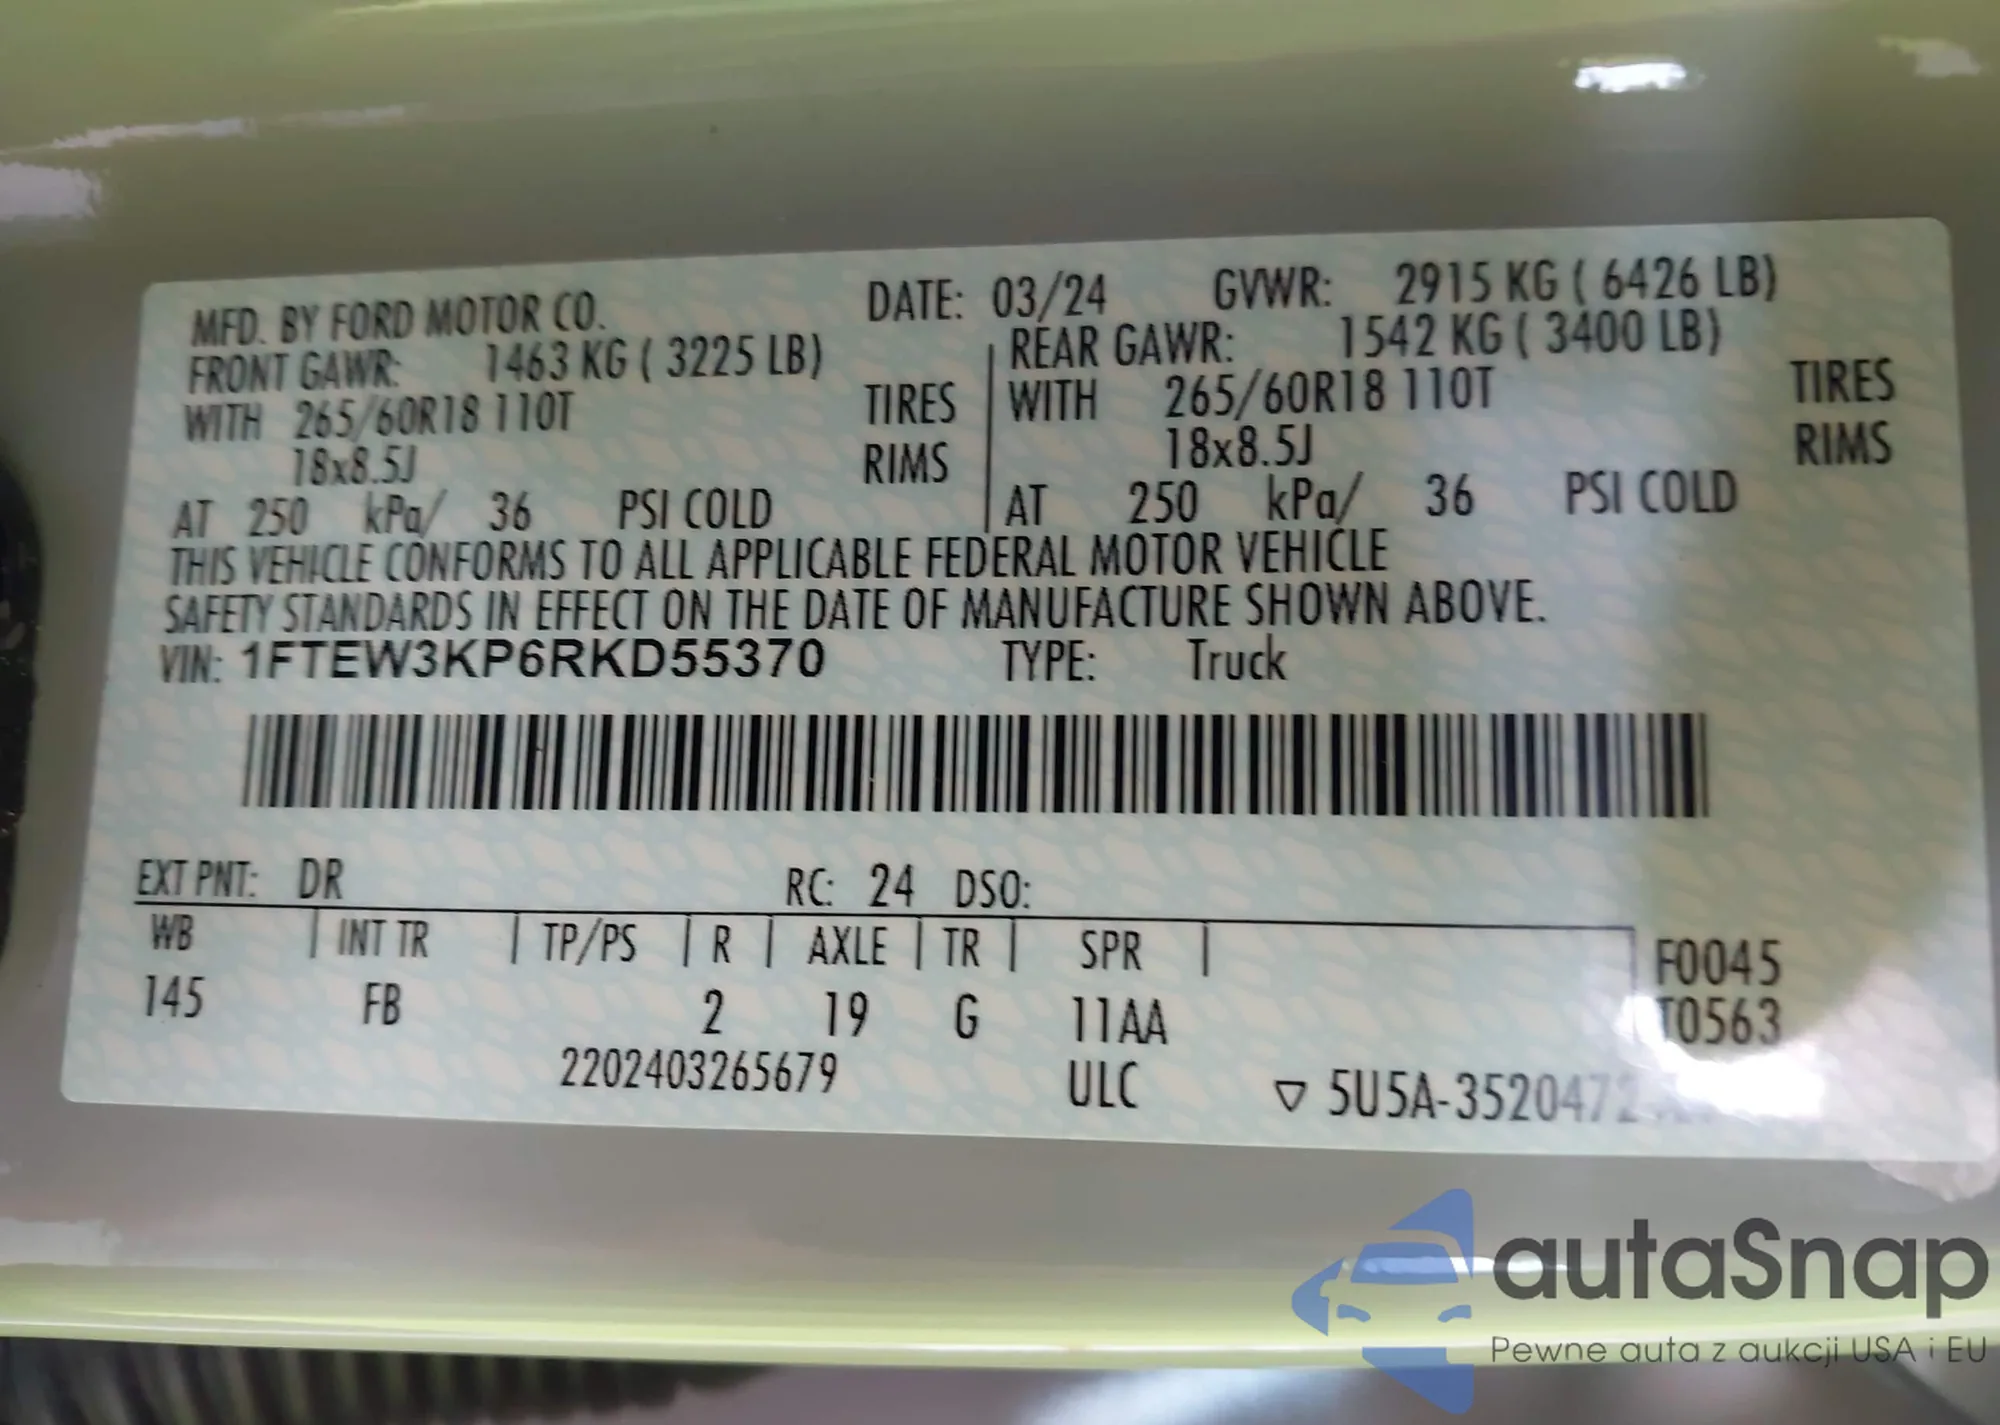 MFD. BY FORD MOTOR CO. DATE: 03/24 GVWR: 2915 KG ( 6426 LB)
FRONT GAWR: 1463 KG ( 3225 LB) REAR GAWR: 1542 KG ( 3400 LB)
WITH 265/60R18 110T TIRES WITH 265/60R18 110T TIRES
18x8.5J RIMS 18x8.5J RIMS
AT 250 kPa/ 36 PSI COLD AT 250 kPa/ 36 PSI COLD
THIS VEHICLE CONFORMS TO ALL APPLICABLE FEDERAL MOTOR VEHICLE
SAFETY STANDARDS IN EFFECT ON THE DATE OF MANUFACTURE SHOWN ABOVE.
VIN: 1FTEW3KP6RKD55370 TYPE: Truck
EXT PNT: DR RC: 24 DSO:
WB INT TR TP/PS R AXLE TR SPR F0045
145 FB 2 19 G 11AA T0563
2202403265679 ULC ▽ 5U5A-3520472
autaSnap
Pewne auta z aukcji USA i EU